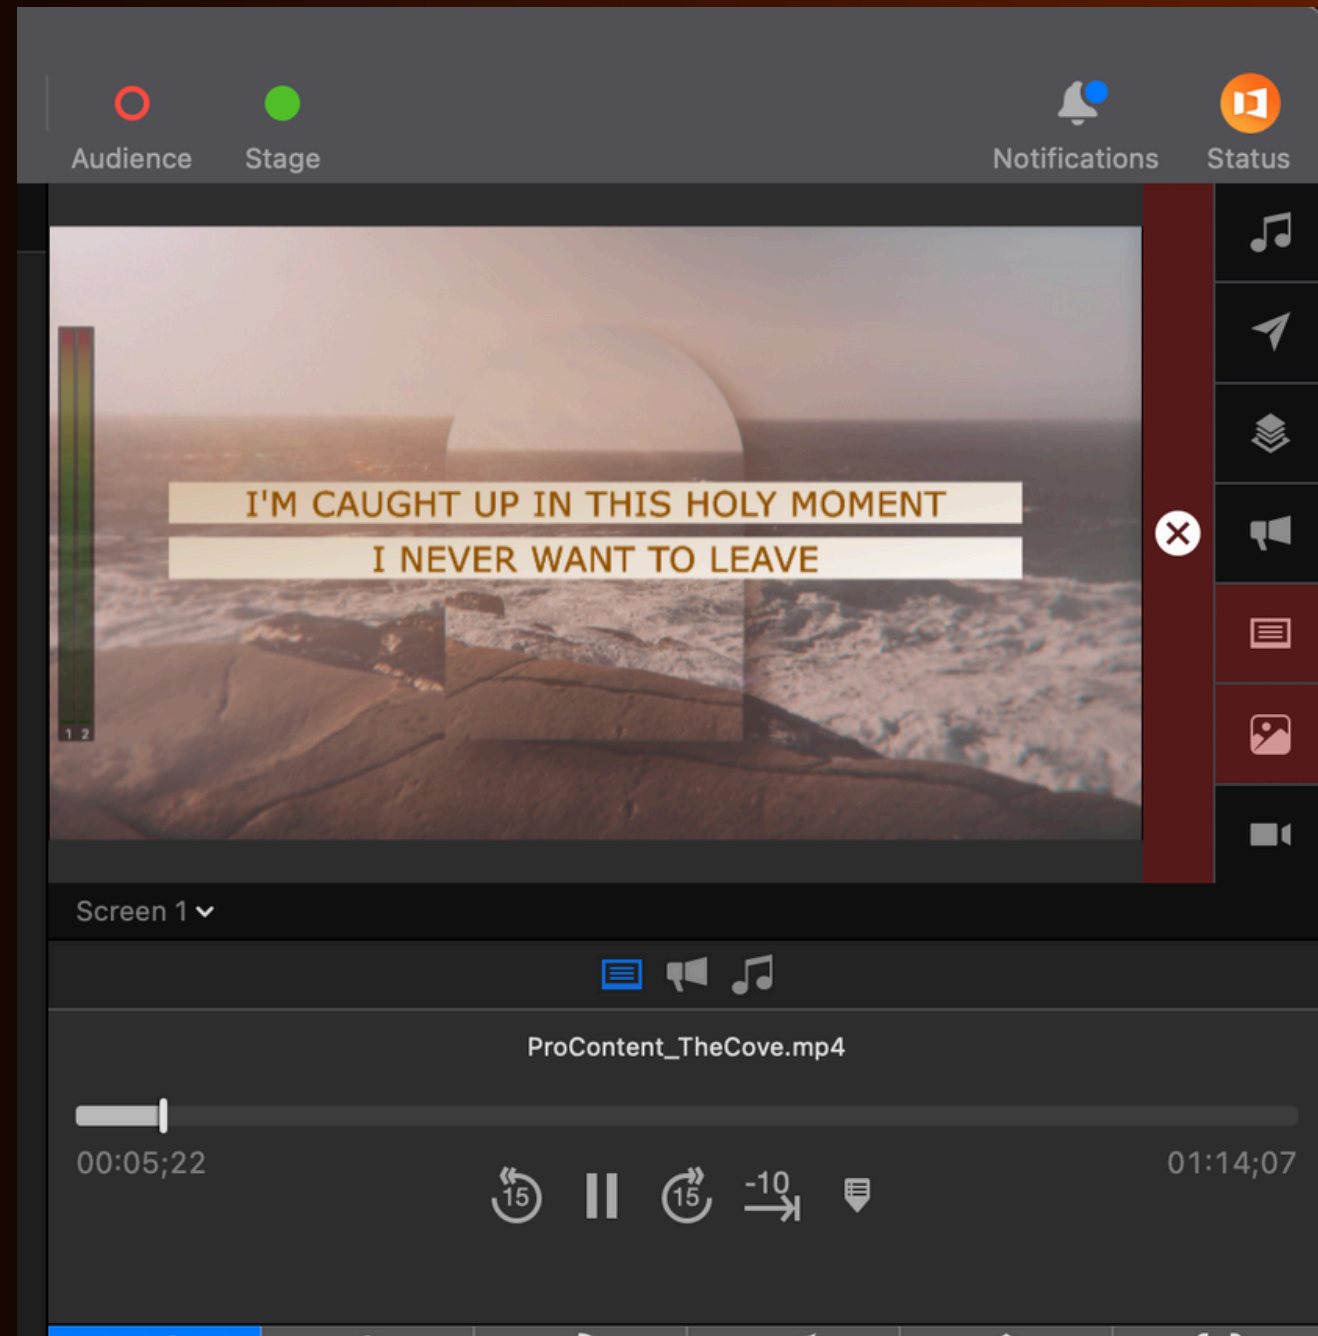 Audience
Stage
Notifications
Status
1 2
I'M CAUGHT UP IN THIS HOLY MOMENT
I NEVER WANT TO LEAVE
Screen 1
ProContent_TheCove.mp4
00:05;22
01:14;07
15
15
-10